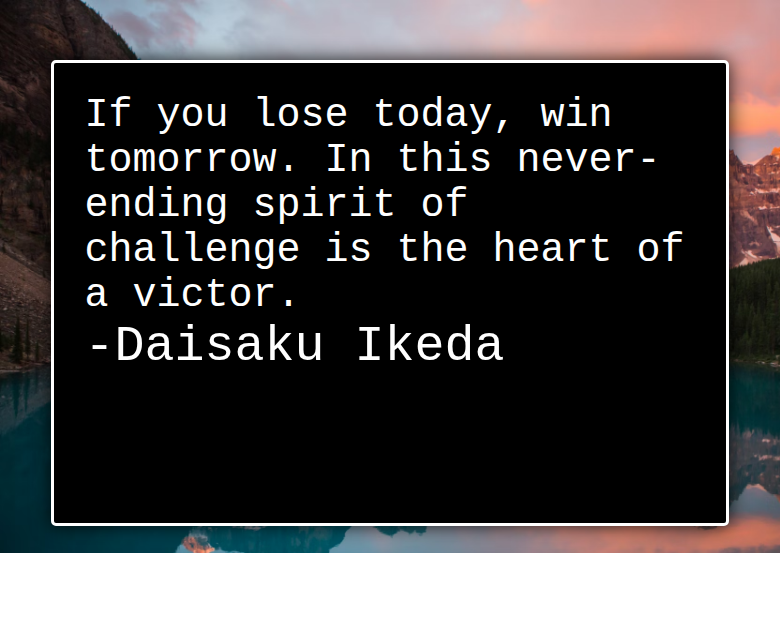 If you lose today, win
tomorrow. In this never-
ending spirit of
challenge is the heart of
a victor.
-Daisaku Ikeda